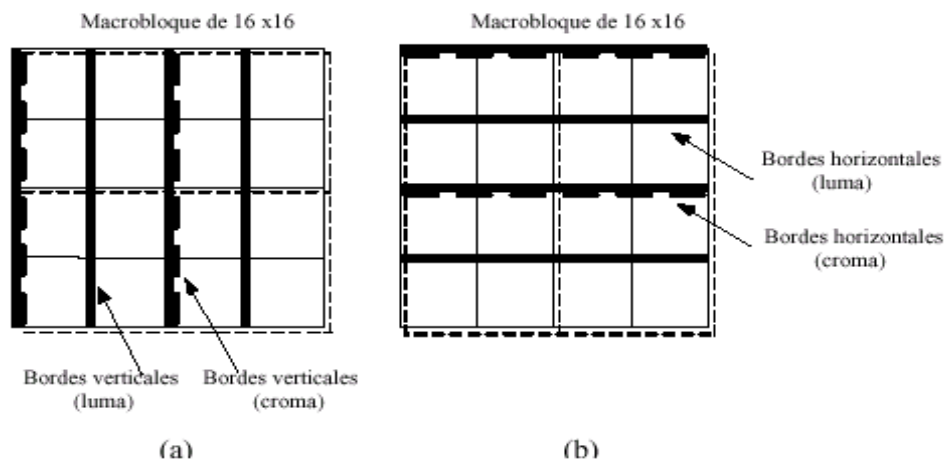 Macrobloque de 16 x16
Bordes verticales
(luma)
Bordes verticales
(croma)
(a)
Macrobloque de 16 x16
Bordes horizontales
(luma)
Bordes horizontales
(croma)
(b)